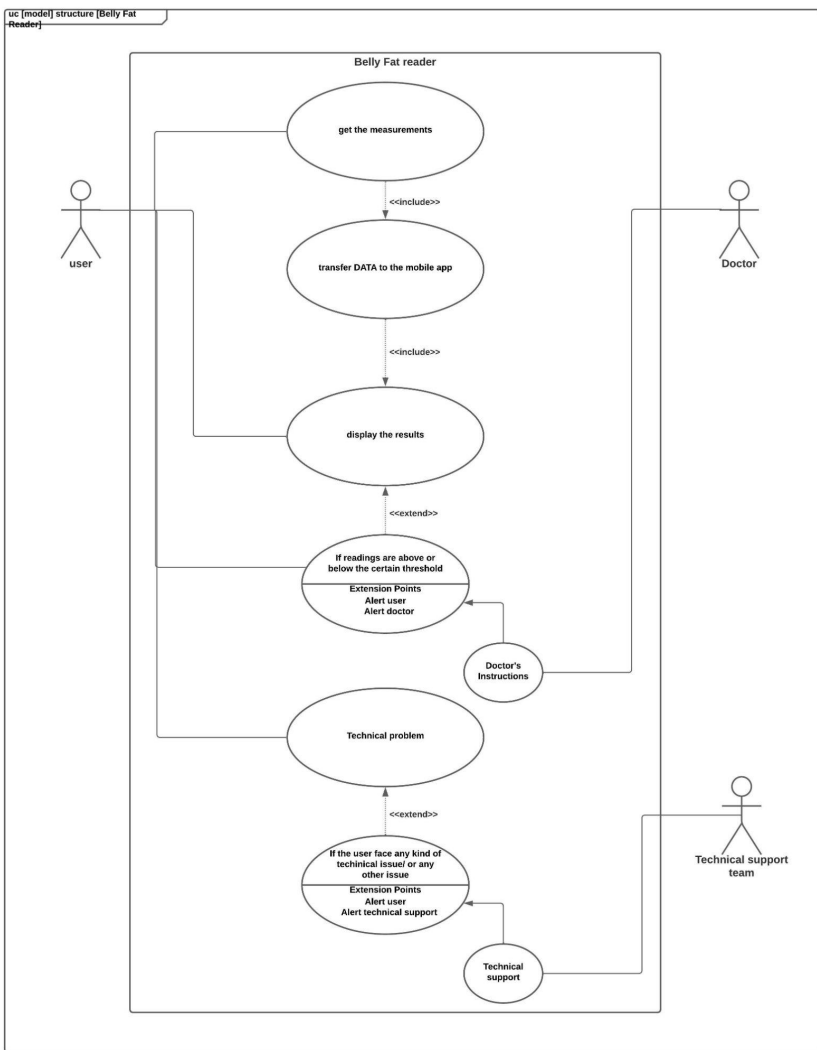 uc [model] structure [Belly Fat
Reader]
Belly Fat reader
get the measurements
<<include>>
user
Doctor
transfer DATA to the mobile app
<<include>>
display the results
<<extend>>
If readings are above or
below the certain threshold
Extension Points
Alert user
Alert doctor
Doctor's
Instructions
Technical problem
<<extend>>
If the user face any kind of
techinical issue/ or any
other issue
Extension Points
Alert user
Alert technical support
Technical support
team
Technical
support